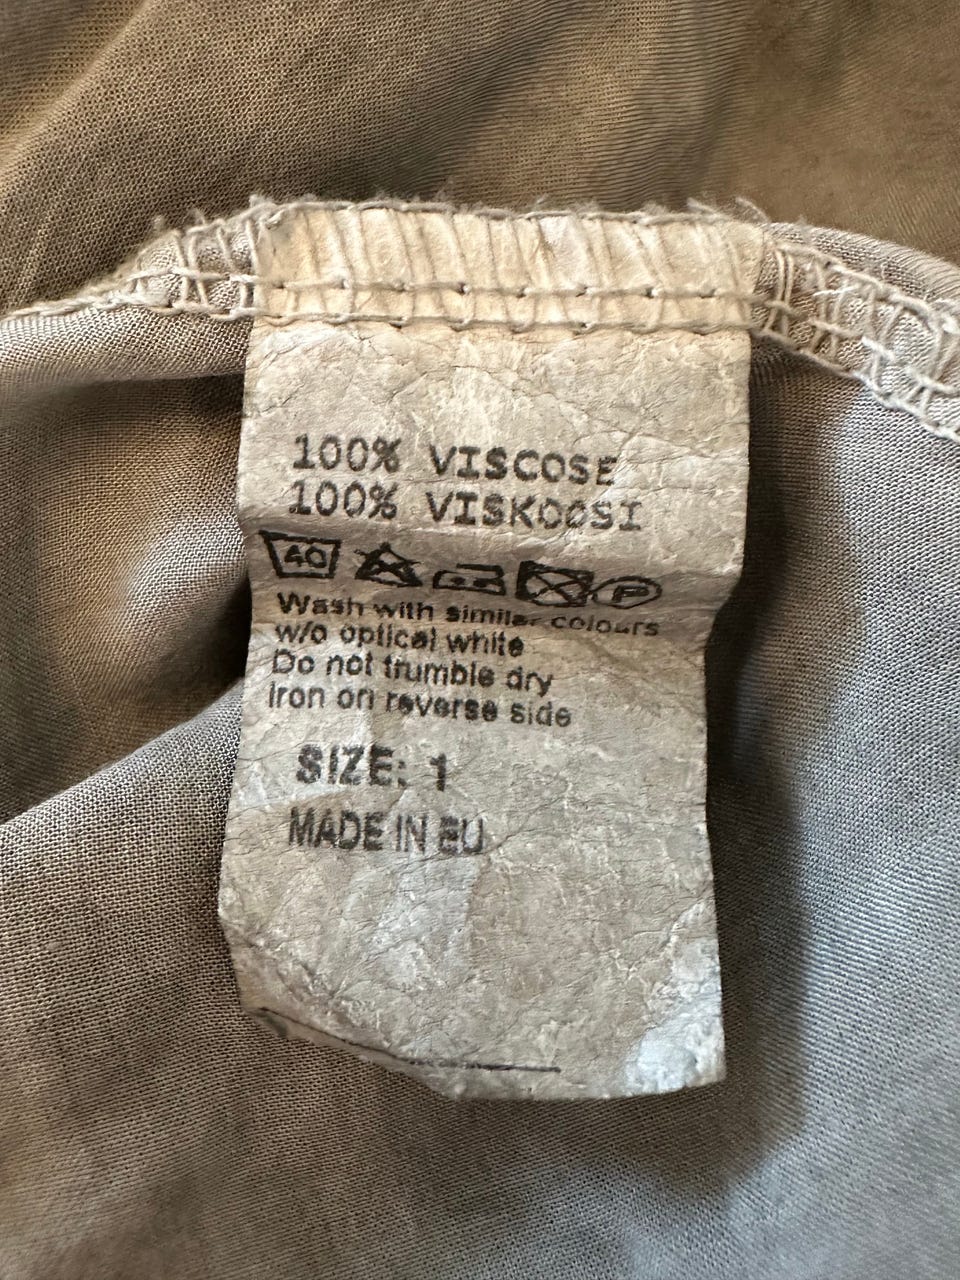 100% VISCOSE
100% VISKOOSI
40 P
Wash with similar colours
w/o optical white
Do not trumble dry
Iron on reverse side
SIZE: 1
MADE IN EU